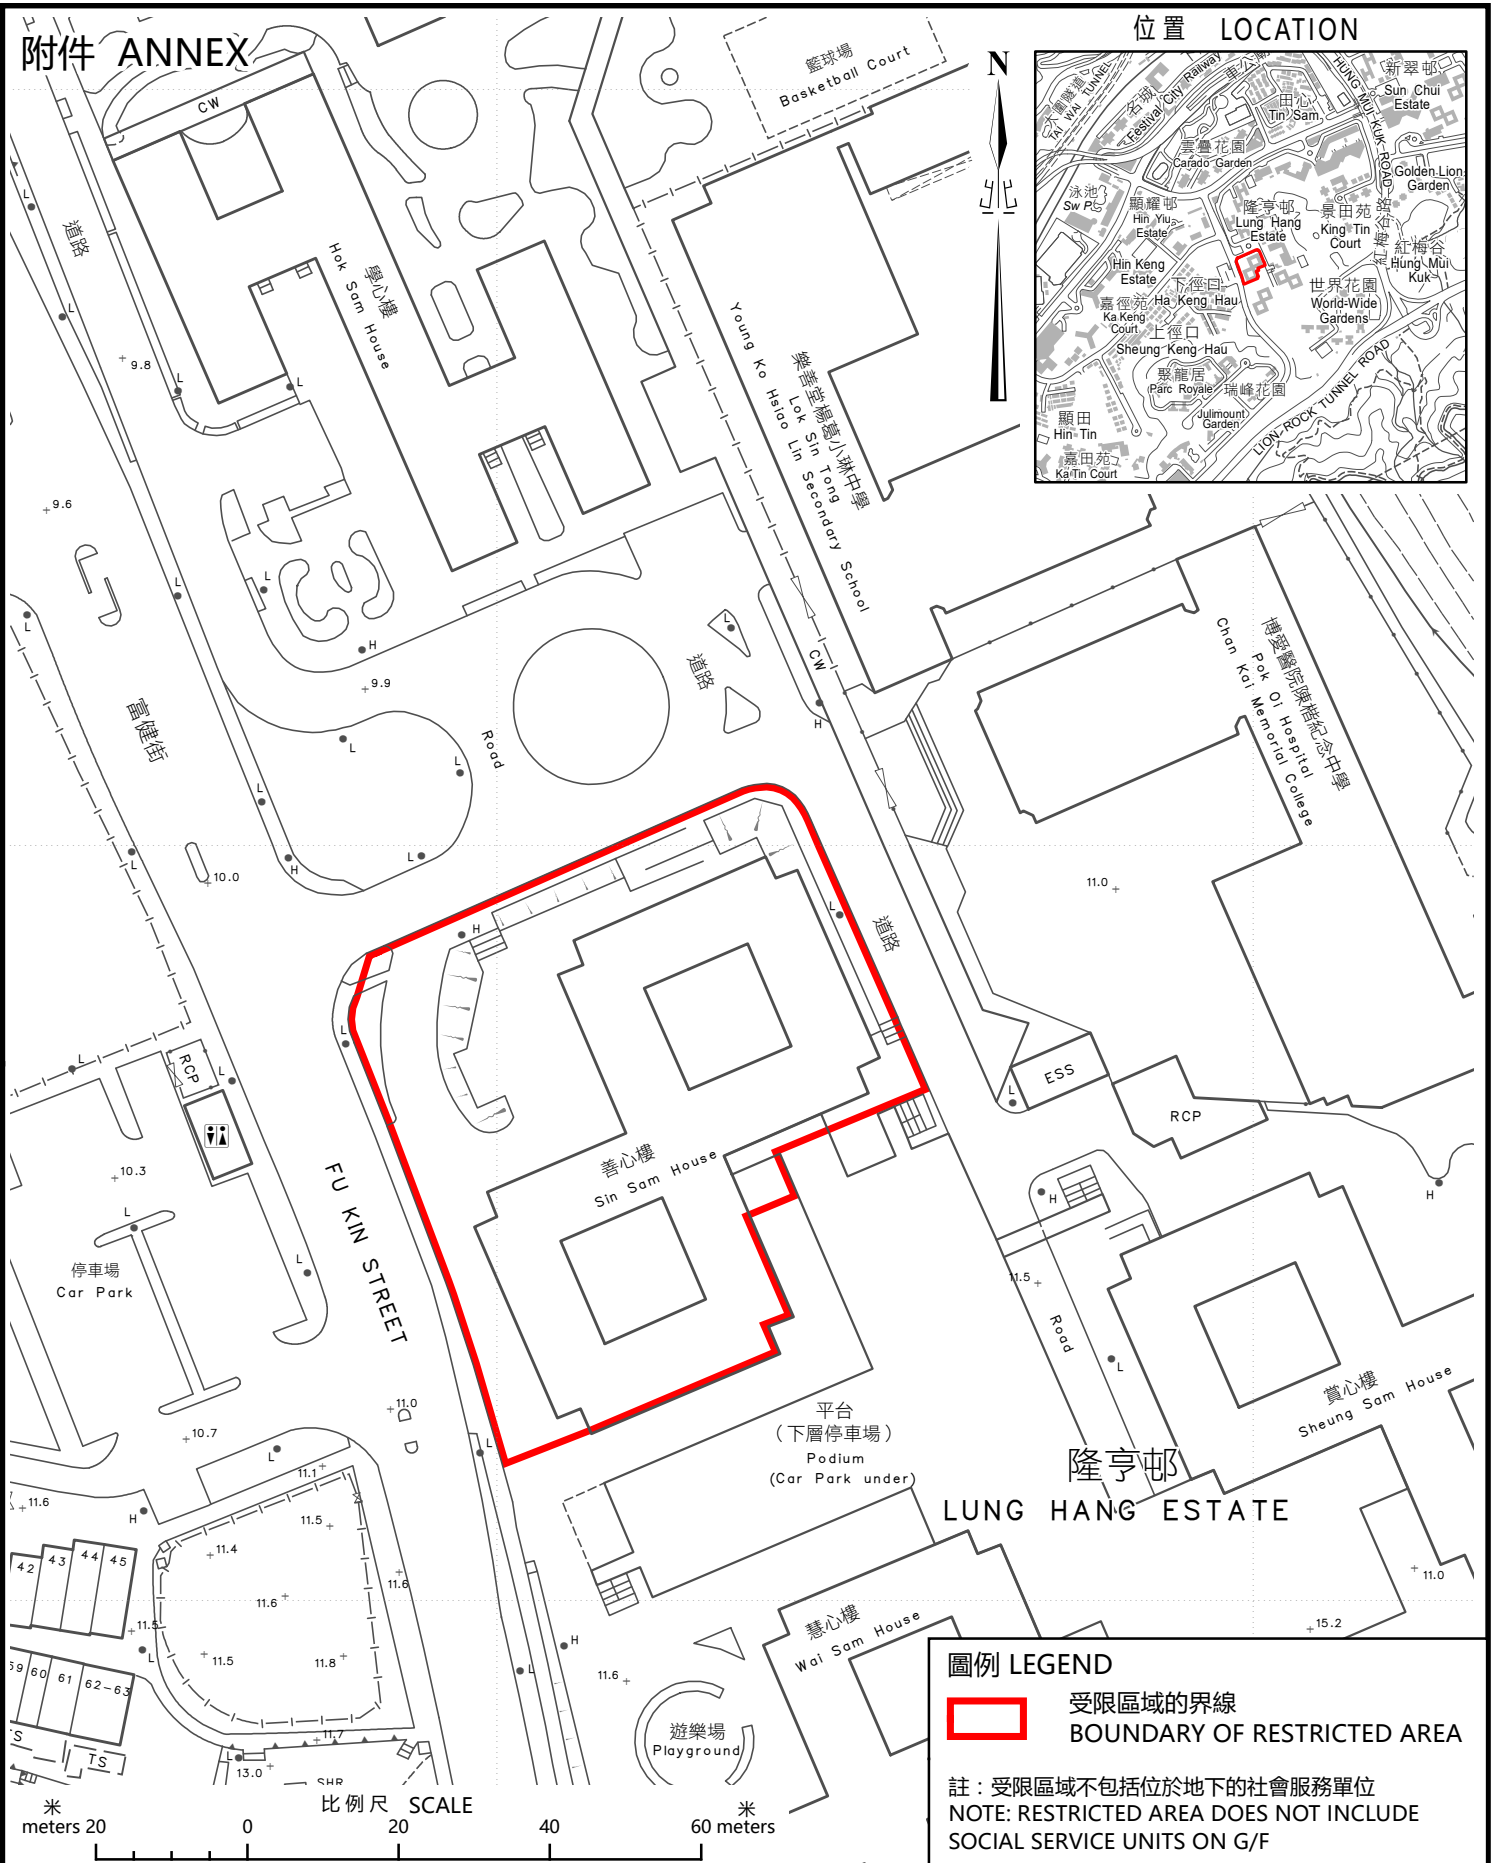 附件 ANNEX
位置 LOCATION
N
大圍隧道
TAI WAI TUNNEL
名城
Festival City
Railway
車公廟
田心
Tin Sam
HUNG MUI KUK ROAD
紅梅谷路
新翠邨
Sun Chui
Estate
雲疊花園
Carado Garden
Golden Lion
Garden
泳池
Sw P
顯耀邨
Hin Yiu
Estate
隆亨邨
Lung Hang
Estate
景田苑
King Tin
Court
紅梅谷
Hung Mui
Kuk
Hin Keng
Estate
下徑口
Ha Keng Hau
嘉徑苑
Ka Keng
Court
世界花園
World-Wide
Gardens
上徑口
Sheung Keng Hau
聚龍居
Parc Royale
瑞峰花園
Julimount
Garden
LION ROCK TUNNEL ROAD
顯田
Hin Tin
嘉田苑
Ka Tin Court
籃球場
Basketball Court
CW
道路
學心樓
Hok Sam House
樂善堂楊葛小琳中學
Lok Sin Tong
Young Ko Hsiao Lin Secondary School
博愛醫院陳楷紀念中學
Pok Oi Hospital
Chan Kai Memorial College
L
L
L
L
9.8
9.6
L
L
L
H
9.9
富健街
L
L
L
H
L
L
10.0
Road
道路
L
CW
H
11.0
道路
L
H
L
L
L
RCP
10.3
L
L
停車場
Car Park
FU KIN STREET
善心樓
Sin Sam House
ESS
L
RCP
H
H
11.5
Road
L
賞心樓
Sheung Sam House
11.0
10.7
L
L
11.1
11.6
H
11.5
11.4
11.6
11.6
平台
（下層停車場）
Podium
(Car Park under)
隆亨邨
LUNG HANG ESTATE
42
43
44
45
11.5
L
11.5
11.8
59
60
61
62-63
TS
TS
11.7
L
13.0
SHR
H
L
11.6
慧心樓
Wai Sam House
遊樂場
Playground
11.0
15.2
比例尺 SCALE
米
meters 20
0
20
40
米
60 meters
圖例 LEGEND
受限區域的界線
BOUNDARY OF RESTRICTED AREA
註：受限區域不包括位於地下的社會服務單位
NOTE: RESTRICTED AREA DOES NOT INCLUDE
SOCIAL SERVICE UNITS ON G/F